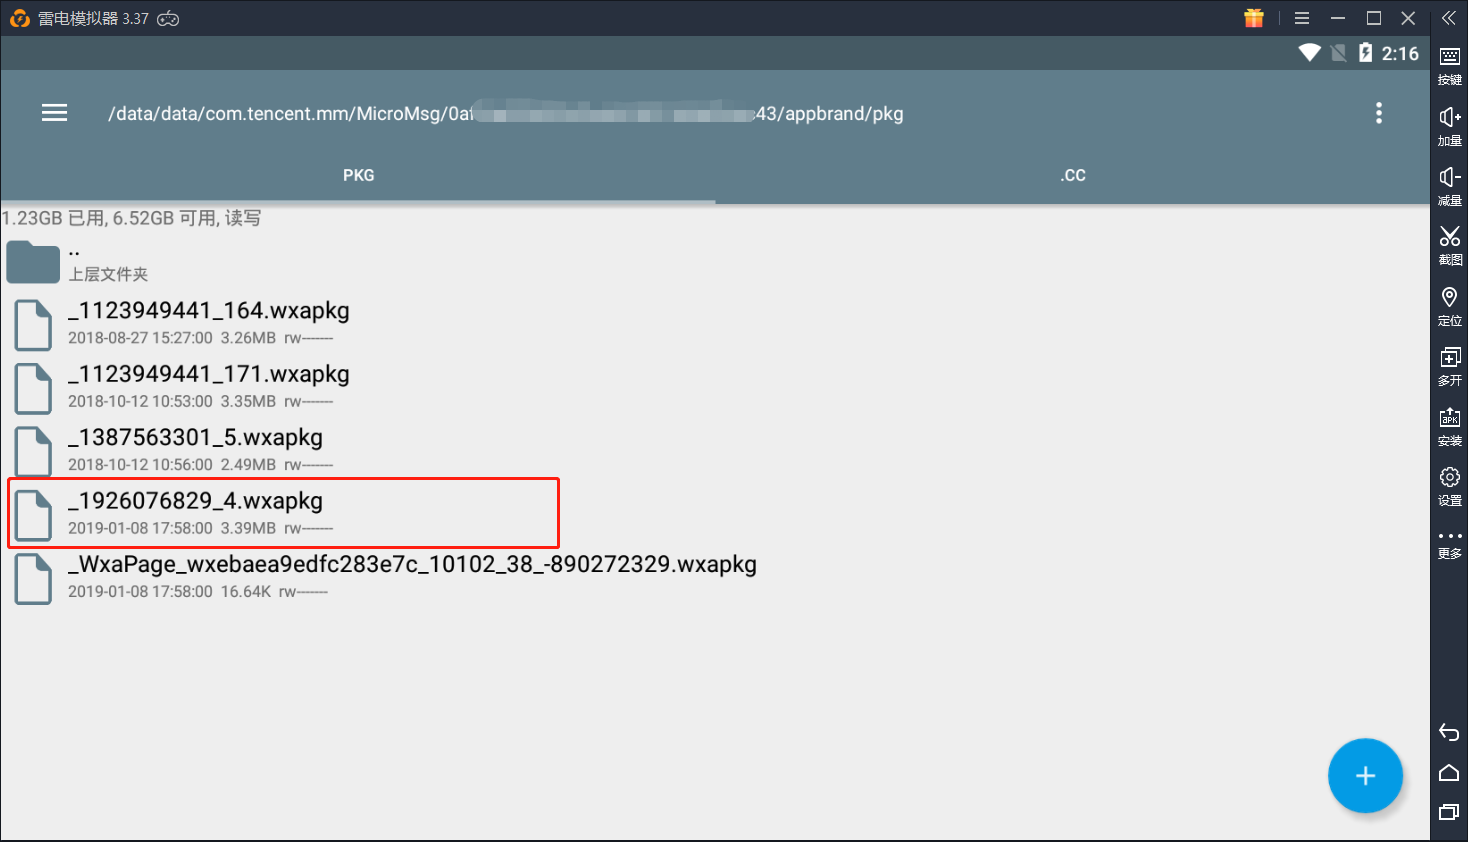 雷电模拟器 3.37
2:16
/data/data/com.tencent.mm/MicroMsg/0af
c43/appbrand/pkg
PKG
.CC
1.23GB 已用, 6.52GB 可用, 读写
..
上层文件夹
_1123949441_164.wxapkg
2018-08-27 15:27:00 3.26MB rw-------
_1123949441_171.wxapkg
2018-10-12 10:53:00 3.35MB rw-------
_1387563301_5.wxapkg
2018-10-12 10:56:00 2.49MB rw-------
_1926076829_4.wxapkg
2019-01-08 17:58:00 3.39MB rw-------
_WxaPage_wxebaea9edfc283e7c_10102_38_-890272329.wxapkg
2019-01-08 17:58:00 16.64K rw-------
按键
加量
减量
截图
定位
多开
APK
安装
设置
更多